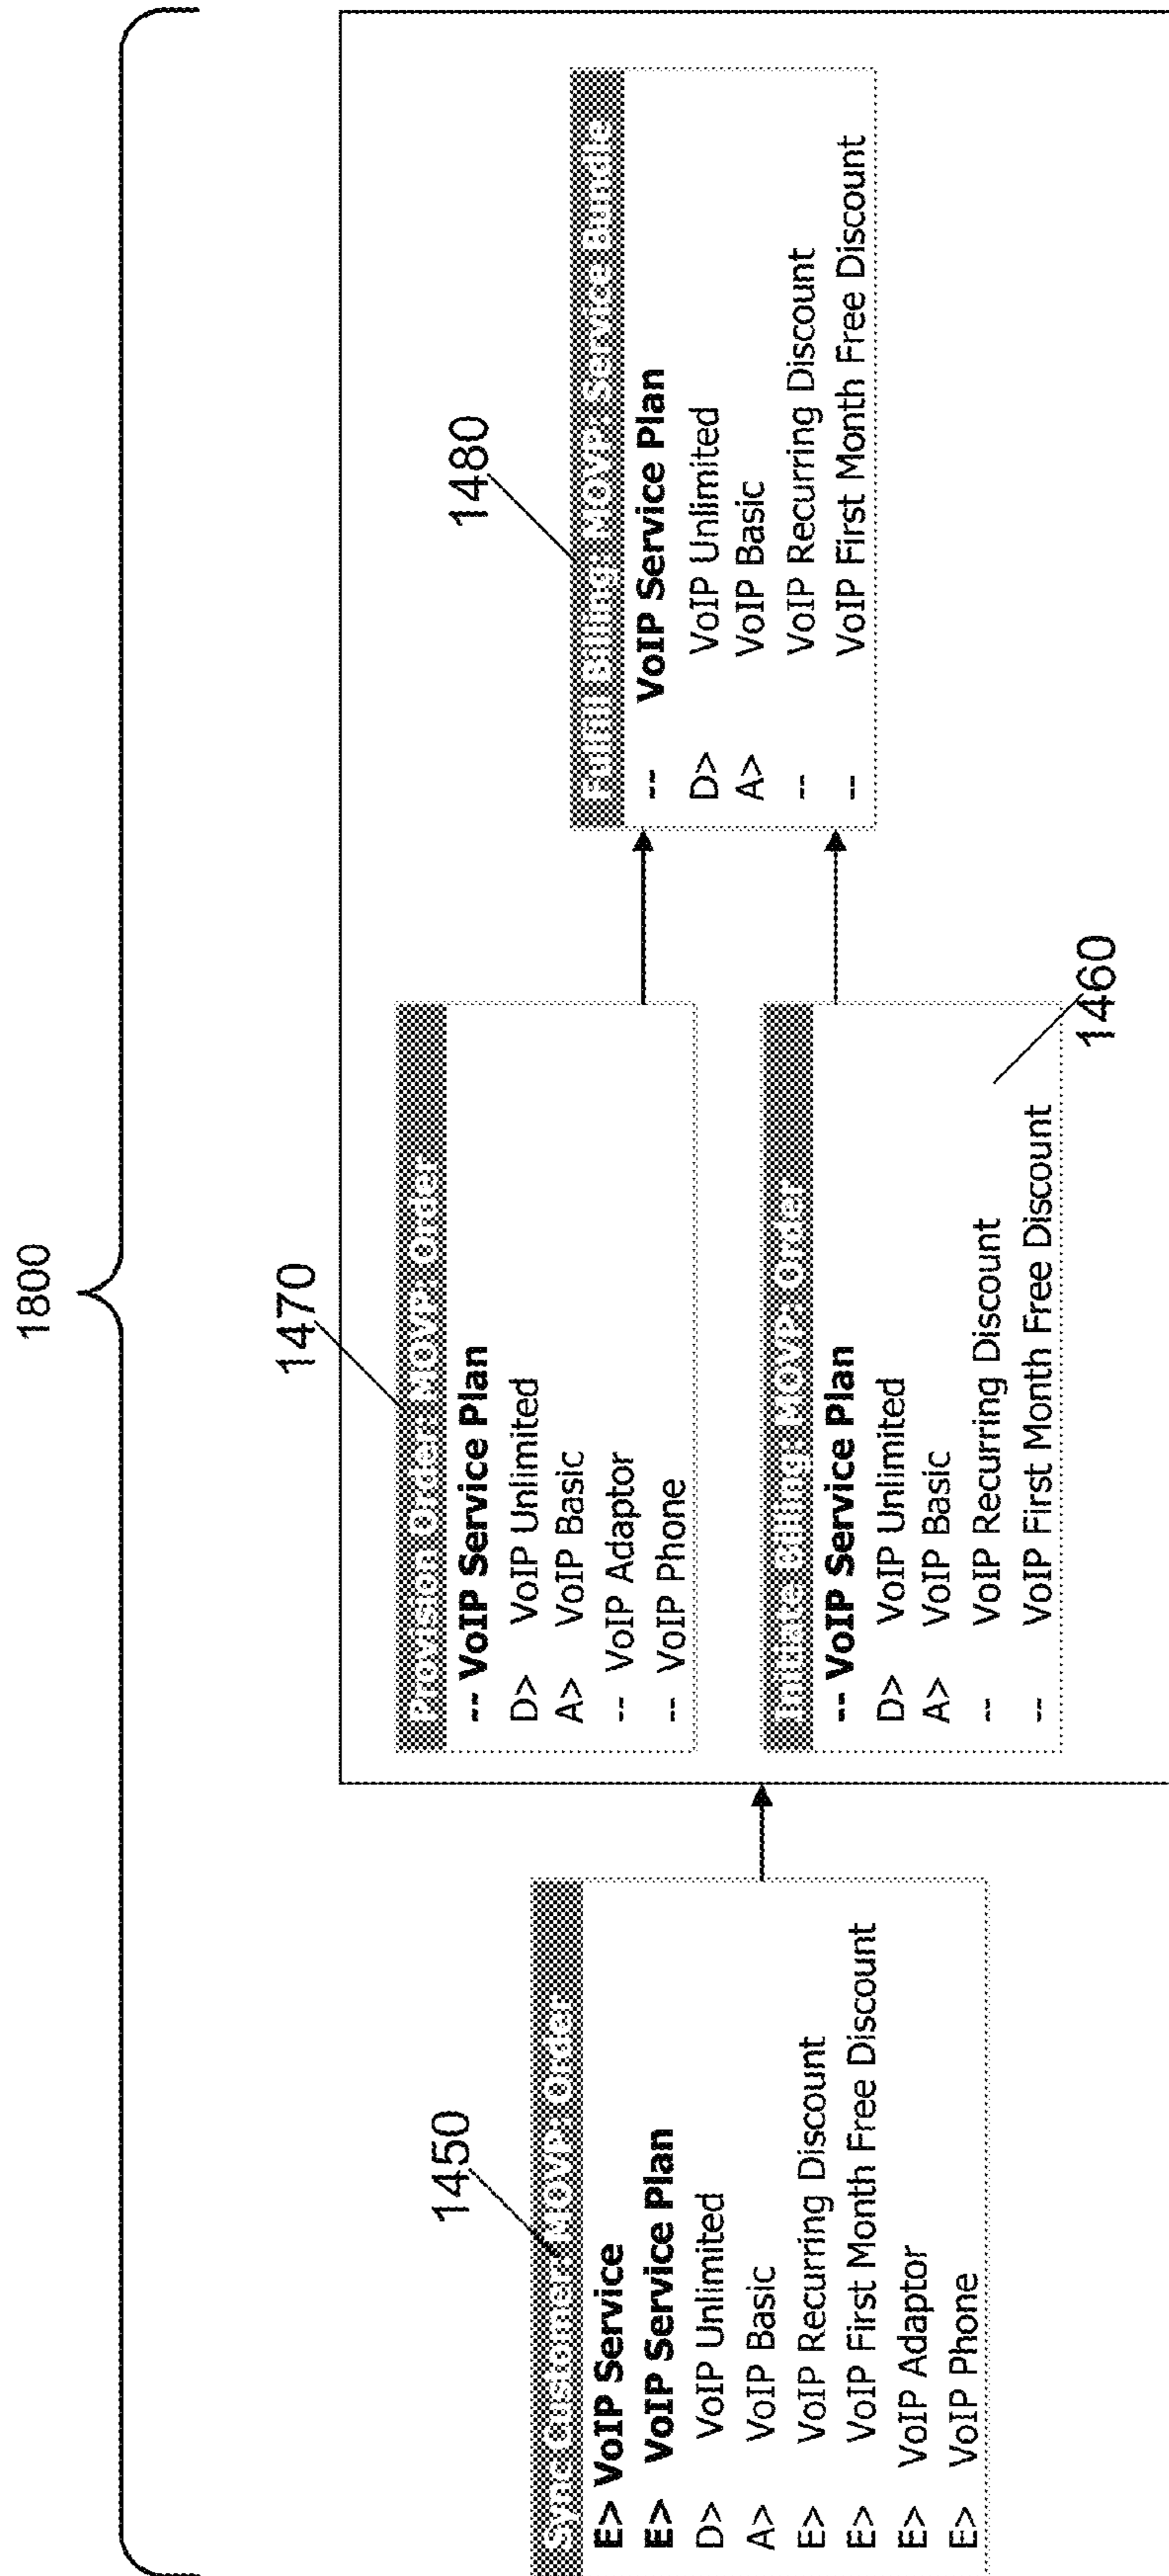 1800
1450
Sync Customer: MOVP: Order
E> VoIP Service
E> VoIP Service Plan
D> VoIP Unlimited
A> VoIP Basic
E> VoIP Recurring Discount
E> VoIP First Month Free Discount
E> VoIP Adaptor
E> VoIP Phone
1470
Provision Order: MOVP: Order
-- VoIP Service Plan
D> VoIP Unlimited
A> VoIP Basic
-- VoIP Adaptor
-- VoIP Phone
Initiate Billing: MOVP: Order
-- VoIP Service Plan
D> VoIP Unlimited
A> VoIP Basic
-- VoIP Recurring Discount
-- VoIP First Month Free Discount
1460
1480
Fulfill Billing: MOVP: Service Bundle
-- VoIP Service Plan
D> VoIP Unlimited
A> VoIP Basic
-- VoIP Recurring Discount
-- VoIP First Month Free Discount